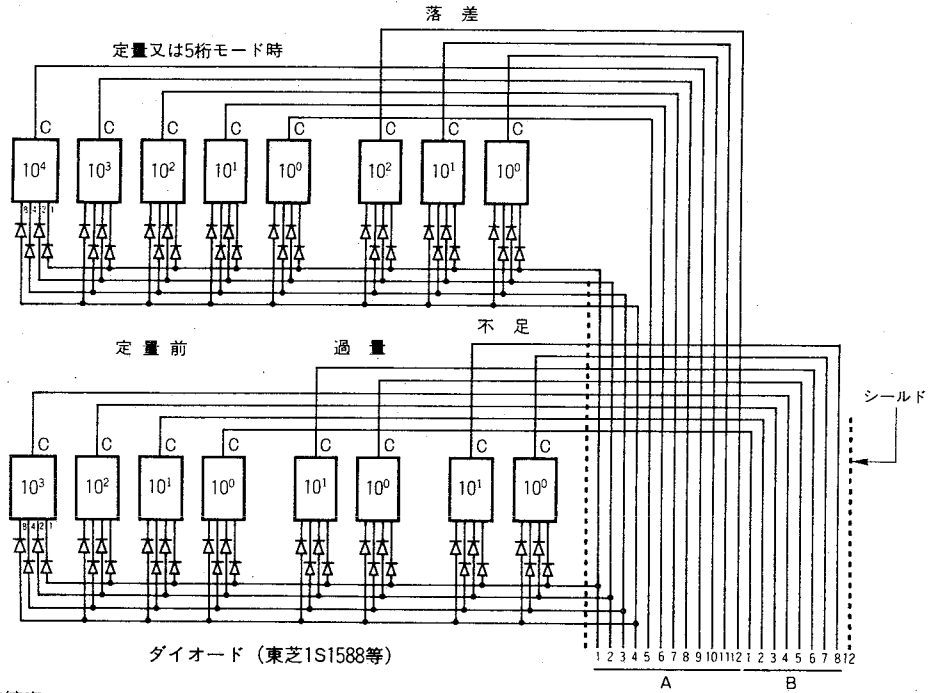 落差
定量又は5桁モード時
C C C C C C C C
10⁴ 10³ 10² 10¹ 10⁰ 10² 10¹ 10⁰
8 4 2 1
不足
定量前 過量
シールド
C C C C C C C C
10³ 10² 10¹ 10⁰ 10¹ 10⁰ 10¹ 10⁰
8 4 2 1
ダイオード（東芝1S1588等）
1 2 3 4 5 6 7 8 9 10 11 12 1 2 3 4 5 6 7 8 12
A B